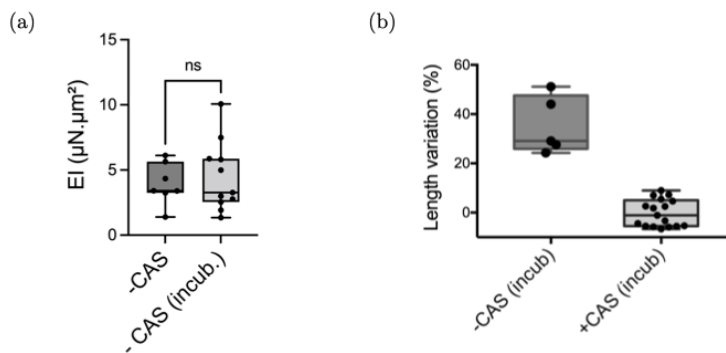 (a)
15
10
5
0
EI (µN.µm²)
ns
-CAS
- CAS (incub.)
(b)
60
40
20
0
Length variation (%)
-CAS (incub)
+CAS (incub)